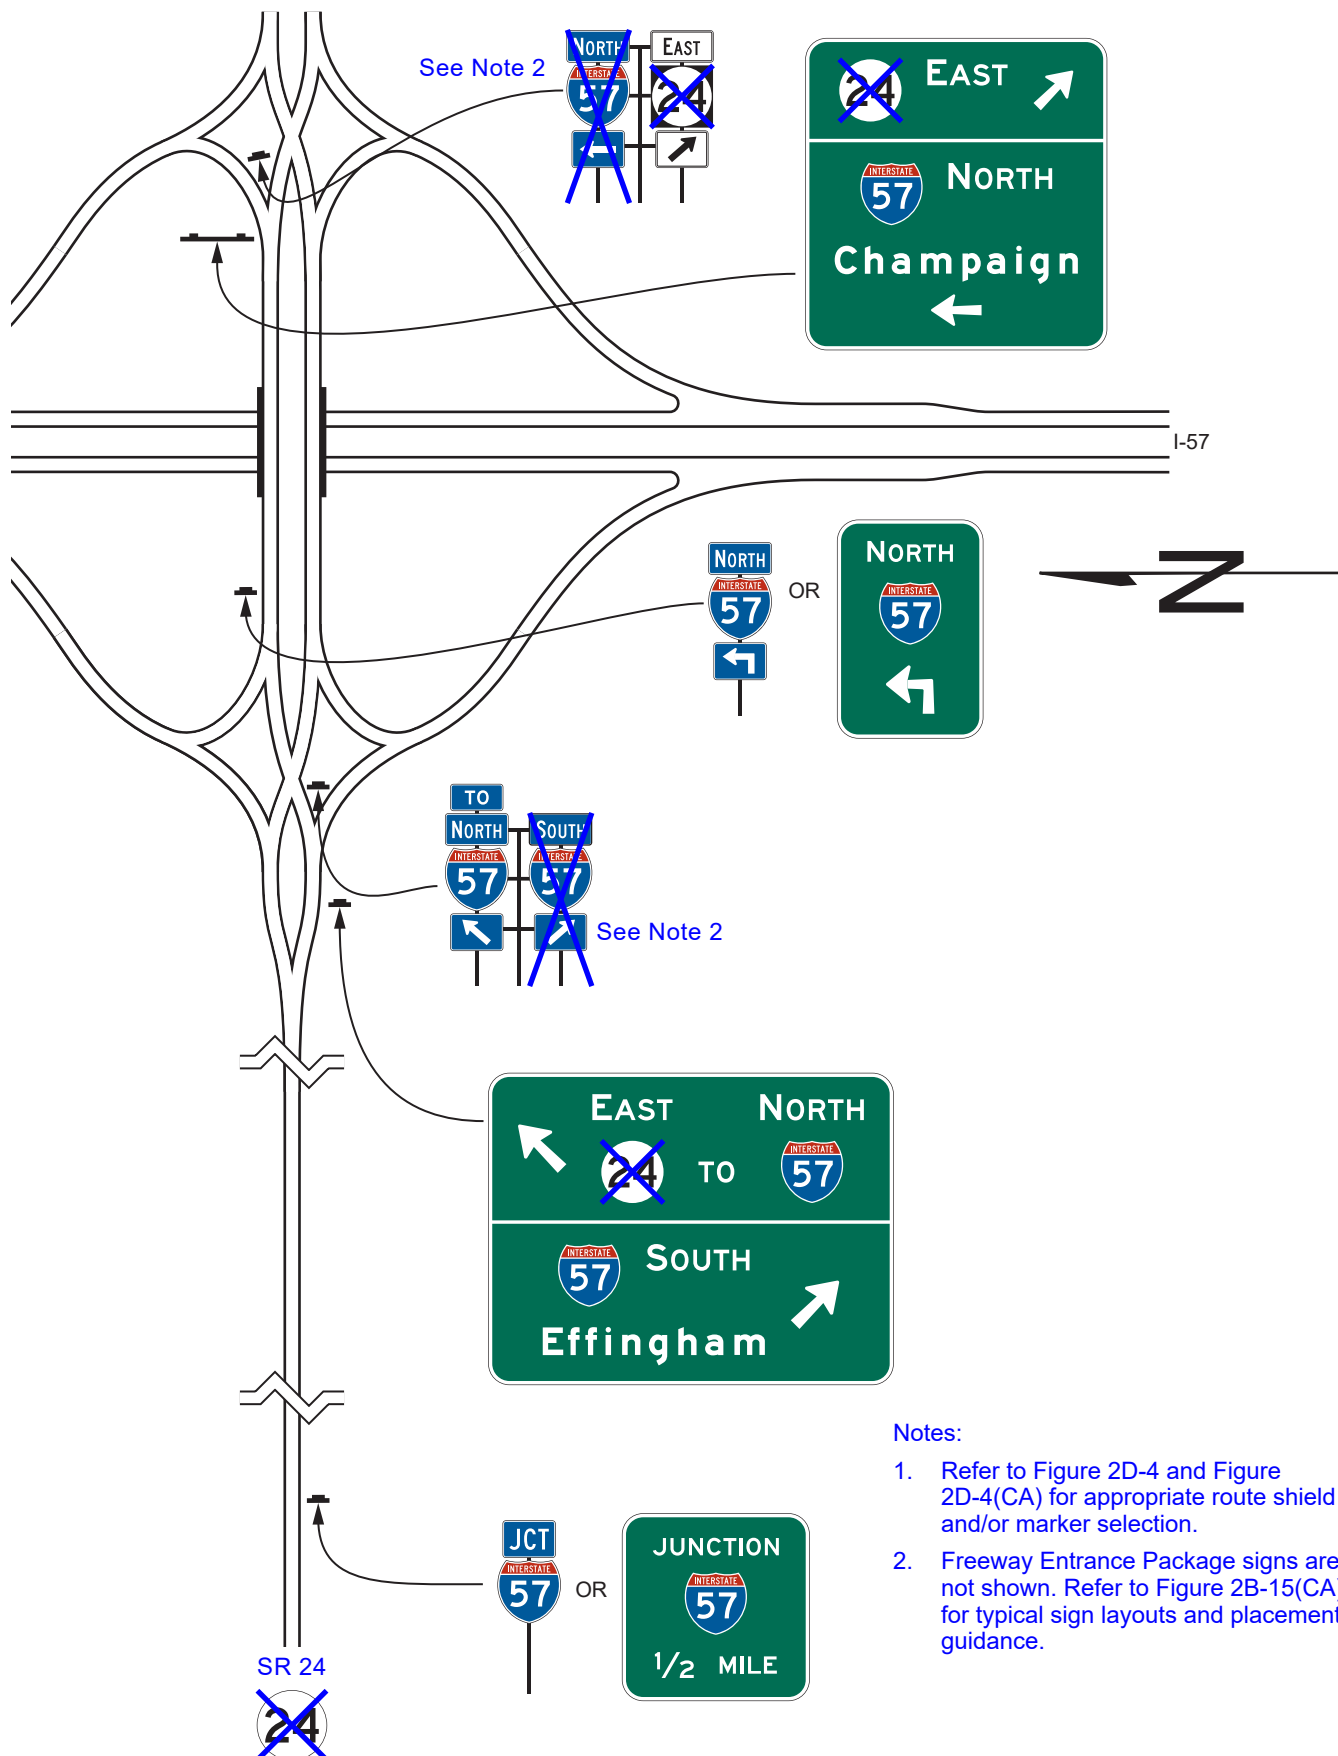 See Note 2
NORTH
INTERSTATE
57
EAST
24
24 EAST
INTERSTATE
57 NORTH
Champaign
I-57
NORTH
INTERSTATE
57
OR
NORTH
INTERSTATE
57
N
TO
NORTH
INTERSTATE
57
SOUTH
INTERSTATE
57
See Note 2
EAST NORTH
24 TO INTERSTATE 57
INTERSTATE
57 SOUTH
Effingham
Notes:
1. Refer to Figure 2D-4 and Figure
2D-4(CA) for appropriate route shield
and/or marker selection.
2. Freeway Entrance Package signs are
not shown. Refer to Figure 2B-15(CA)
for typical sign layouts and placement
guidance.
JCT
INTERSTATE
57
OR
JUNCTION
INTERSTATE
57
1/2 MILE
SR 24
24